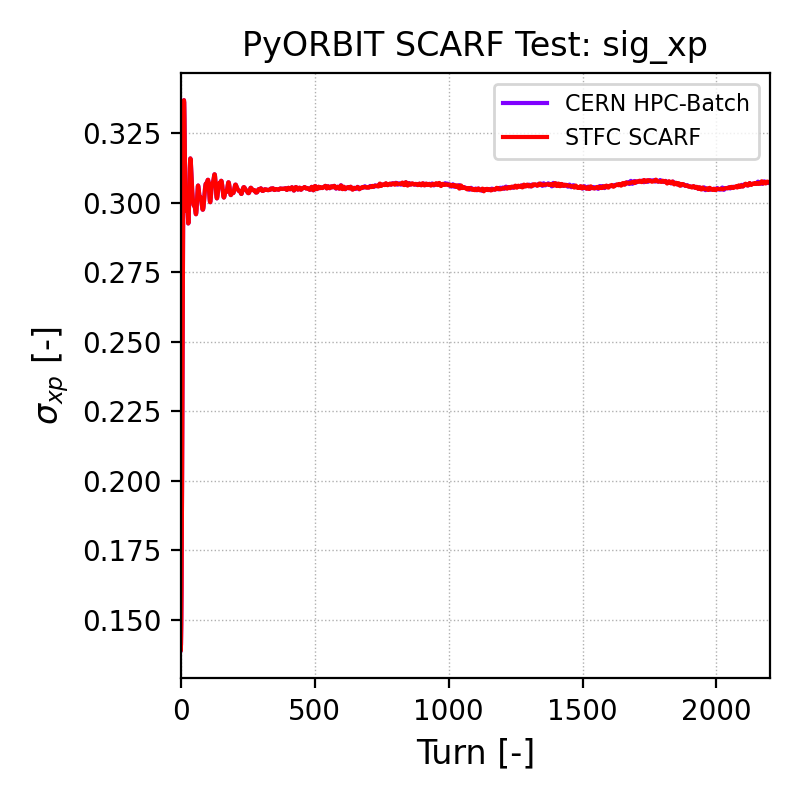 PyORBIT SCARF Test: sig_xp
CERN HPC-Batch
STFC SCARF
0.325
0.300
0.275
0.250
0.225
0.200
0.175
0.150
σxp [-]
0 500 1000 1500 2000
Turn [-]